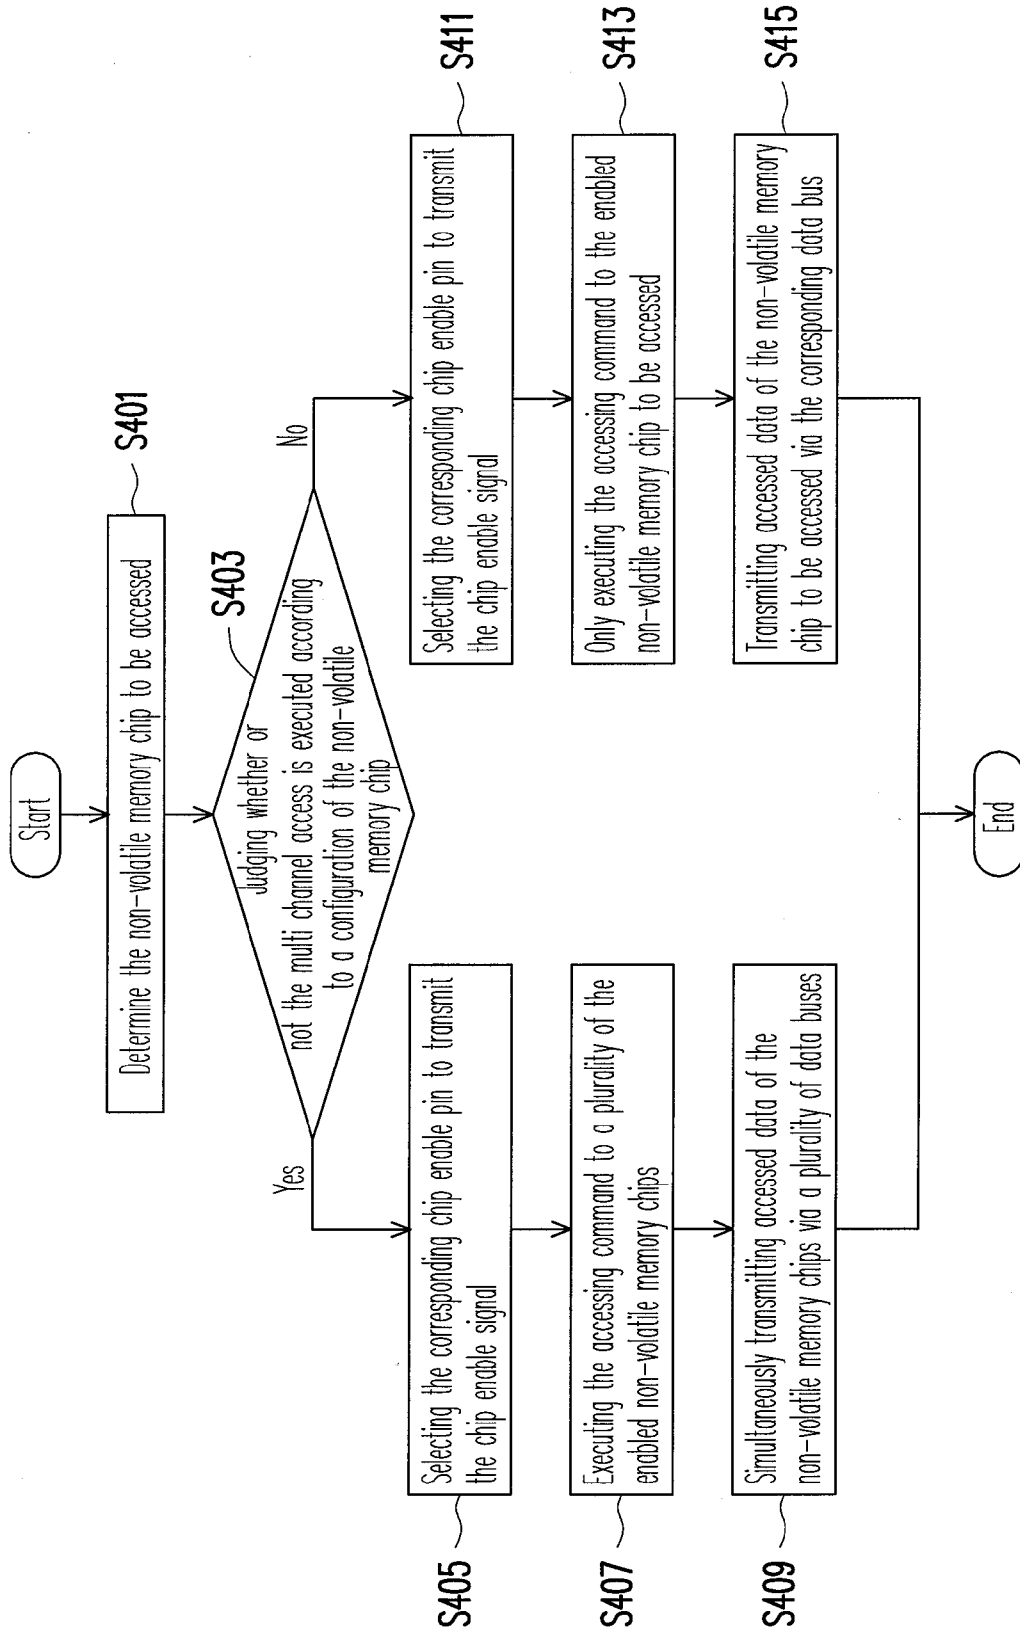 Start
Determine the non-volatile memory chip to be accessed
S401
Judging whether or
not the multi channel access is executed according
to a configuration of the non-volatile
memory chip
S403
Yes
No
Selecting the corresponding chip enable pin to transmit
the chip enable signal
S405
Executing the accessing command to a plurality of the
enabled non-volatile memory chips
S407
Simultaneously transmitting accessed data of the
non-volatile memory chips via a plurality of data buses
S409
Selecting the corresponding chip enable pin to transmit
the chip enable signal
S411
Only executing the accessing command to the enabled
non-volatile memory chip to be accessed
S413
Transmitting accessed data of the non-volatile memory
chip to be accessed via the corresponding data bus
S415
End